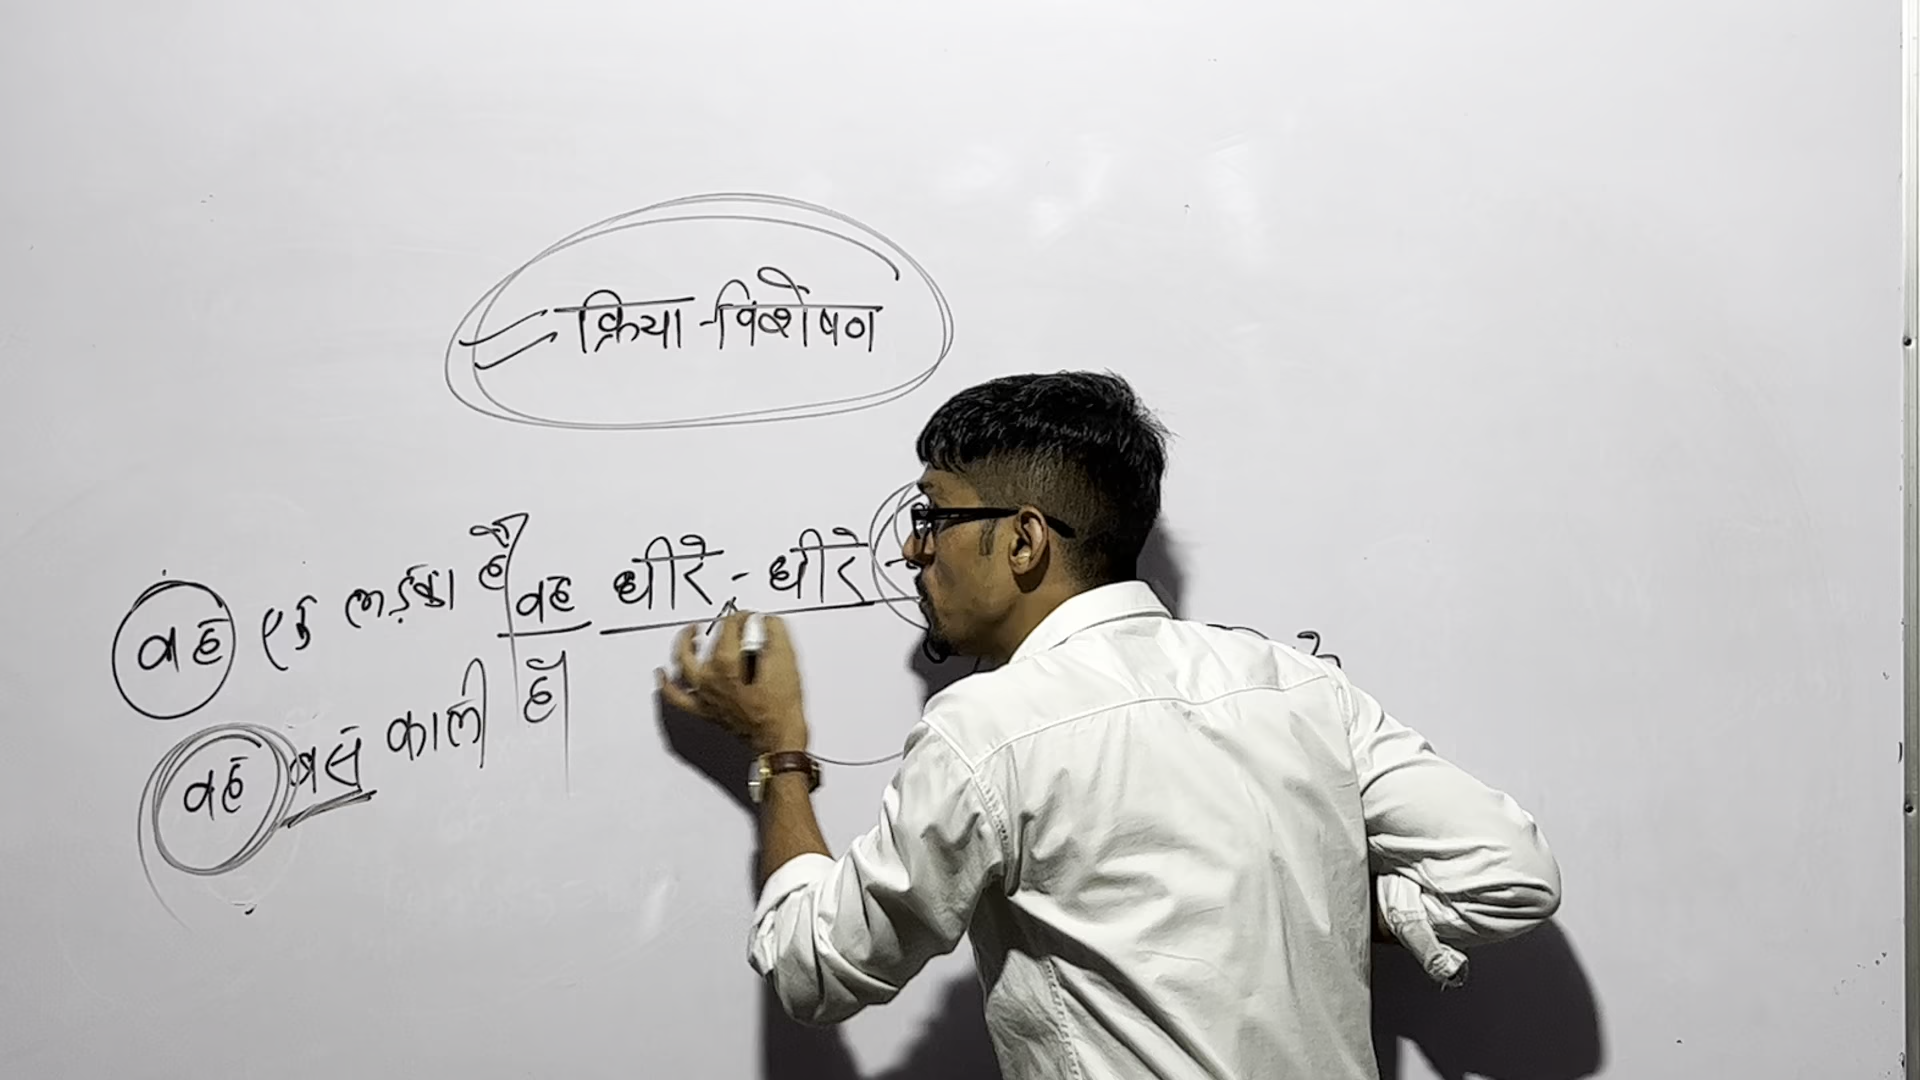 क्रिया-विशेषण
वह एक लड़का है
वह धीरे-धीरे
वह बस काली है